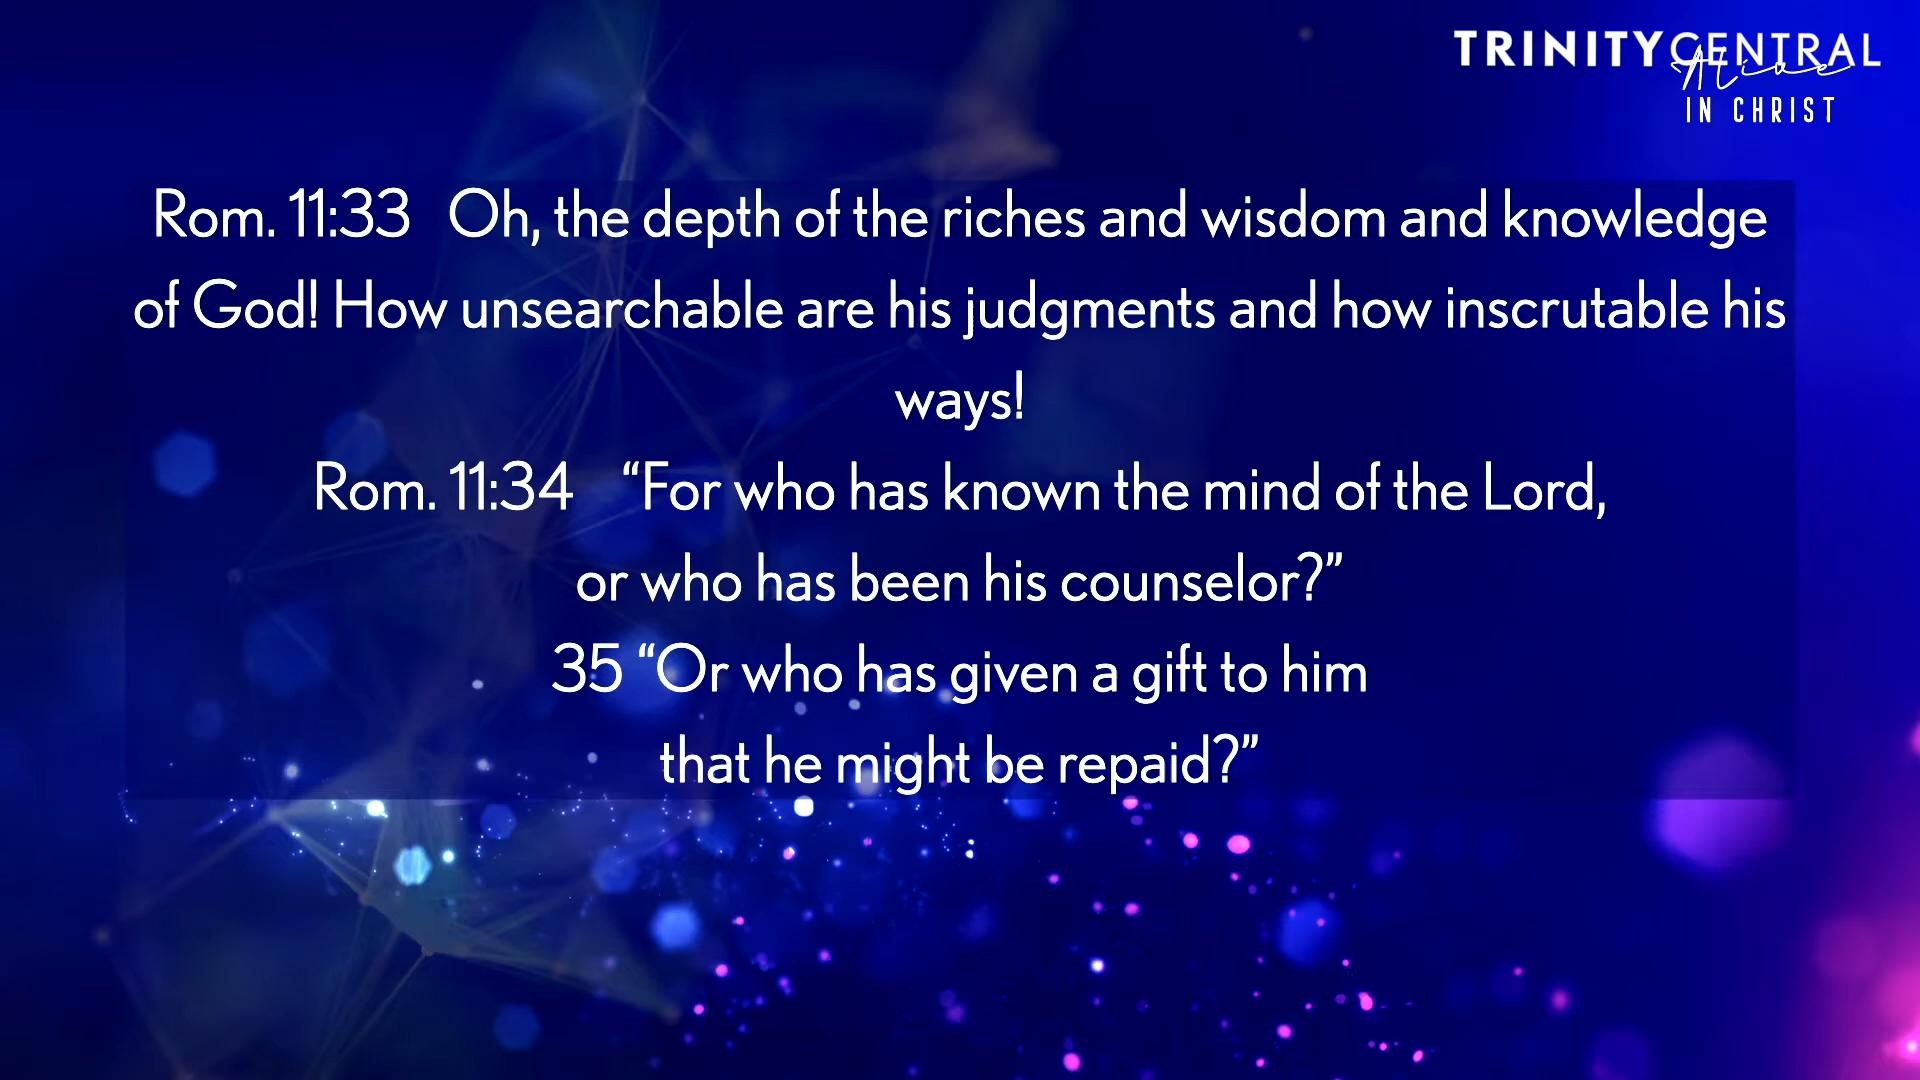 TRINITYCENTRAL
Alive
IN CHRIST
Rom. 11:33 Oh, the depth of the riches and wisdom and knowledge
of God! How unsearchable are his judgments and how inscrutable his
ways!
Rom. 11:34 “For who has known the mind of the Lord,
or who has been his counselor?”
35 “Or who has given a gift to him
that he might be repaid?”